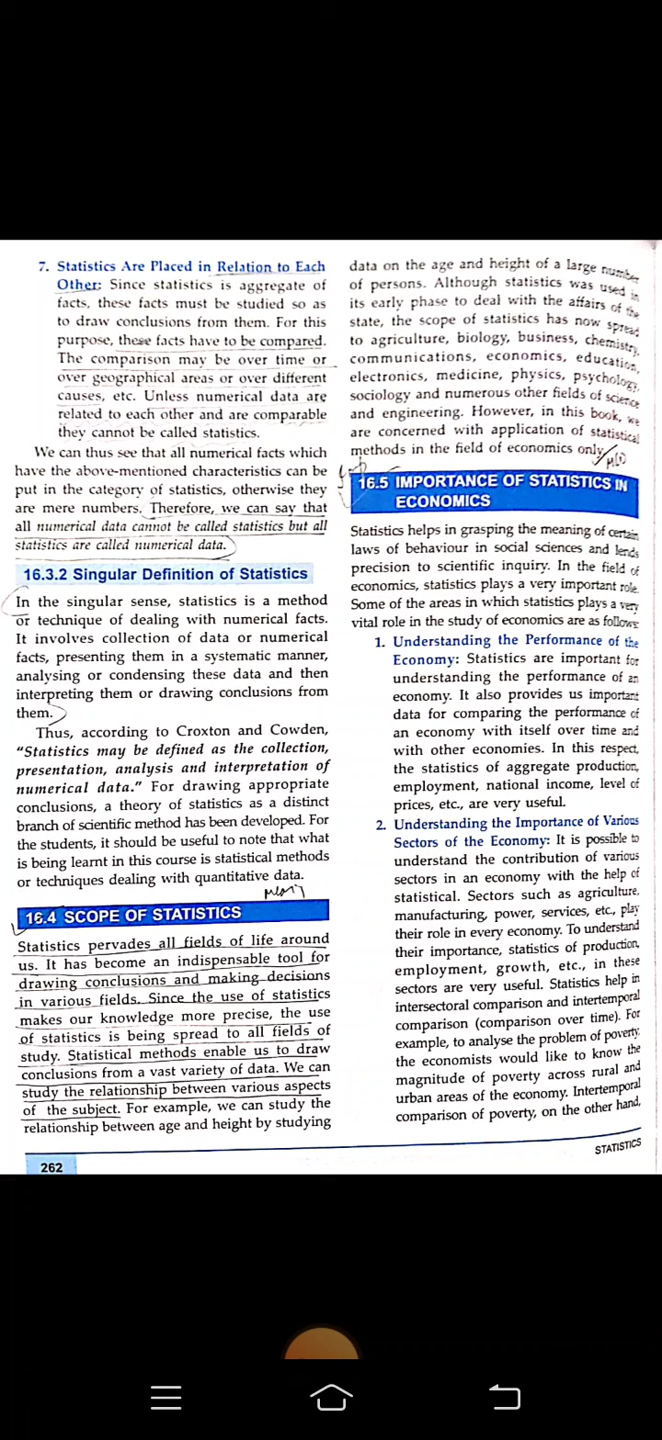 7. Statistics Are Placed in Relation to Each
Other: Since statistics is aggregate of
facts, these facts must be studied so as
to draw conclusions from them. For this
purpose, these facts have to be compared.
The comparison may be over time or
over geographical areas or over different
causes, etc. Unless numerical data are
related to each other and are comparable
they cannot be called statistics.
We can thus see that all numerical facts which
have the above-mentioned characteristics can be
put in the category of statistics, otherwise they
are mere numbers. Therefore, we can say that
all numerical data cannot be called statistics but all
statistics are called numerical data.
16.3.2 Singular Definition of Statistics
In the singular sense, statistics is a method
or technique of dealing with numerical facts.
It involves collection of data or numerical
facts, presenting them in a systematic manner,
analysing or condensing these data and then
interpreting them or drawing conclusions from
them.
Thus, according to Croxton and Cowden,
"Statistics may be defined as the collection,
presentation, analysis and interpretation of
numerical data." For drawing appropriate
conclusions, a theory of statistics as a distinct
branch of scientific method has been developed. For
the students, it should be useful to note that what
is being learnt in this course is statistical methods
or techniques dealing with quantitative data.
16.4 SCOPE OF STATISTICS
Statistics pervades all fields of life around
us. It has become an indispensable tool for
drawing conclusions and making decisions
in various fields. Since the use of statistics
makes our knowledge more precise, the use
of statistics is being spread to all fields of
study. Statistical methods enable us to draw
conclusions from a vast variety of data. We can
study the relationship between various aspects
of the subject. For example, we can study the
relationship between age and height by studying
262
data on the age and height of a large number
of persons. Although statistics was used in
its early phase to deal with the affairs of the
state, the scope of statistics has now spread
to agriculture, biology, business, chemistry,
communications, economics, education,
electronics, medicine, physics, psychology,
sociology and numerous other fields of science
and engineering. However, in this book, we
are concerned with application of statistical
methods in the field of economics only.
16.5 IMPORTANCE OF STATISTICS IN
ECONOMICS
Statistics helps in grasping the meaning of certain
laws of behaviour in social sciences and lends
precision to scientific inquiry. In the field of
economics, statistics plays a very important role.
Some of the areas in which statistics plays a very
vital role in the study of economics are as follows:
1. Understanding the Performance of the
Economy: Statistics are important for
understanding the performance of an
economy. It also provides us important
data for comparing the performance of
an economy with itself over time and
with other economies. In this respect,
the statistics of aggregate production,
employment, national income, level of
prices, etc., are very useful.
2. Understanding the Importance of Various
Sectors of the Economy: It is possible to
understand the contribution of various
sectors in an economy with the help of
statistical. Sectors such as agriculture,
manufacturing, power, services, etc., play
their role in every economy. To understand
their importance, statistics of production,
employment, growth, etc., in these
sectors are very useful. Statistics help in
intersectoral comparison and intertemporal
comparison (comparison over time). For
example, to analyse the problem of poverty,
the economists would like to know the
magnitude of poverty across rural and
urban areas of the economy. Intertemporal
comparison of poverty, on the other hand,
STATISTICS